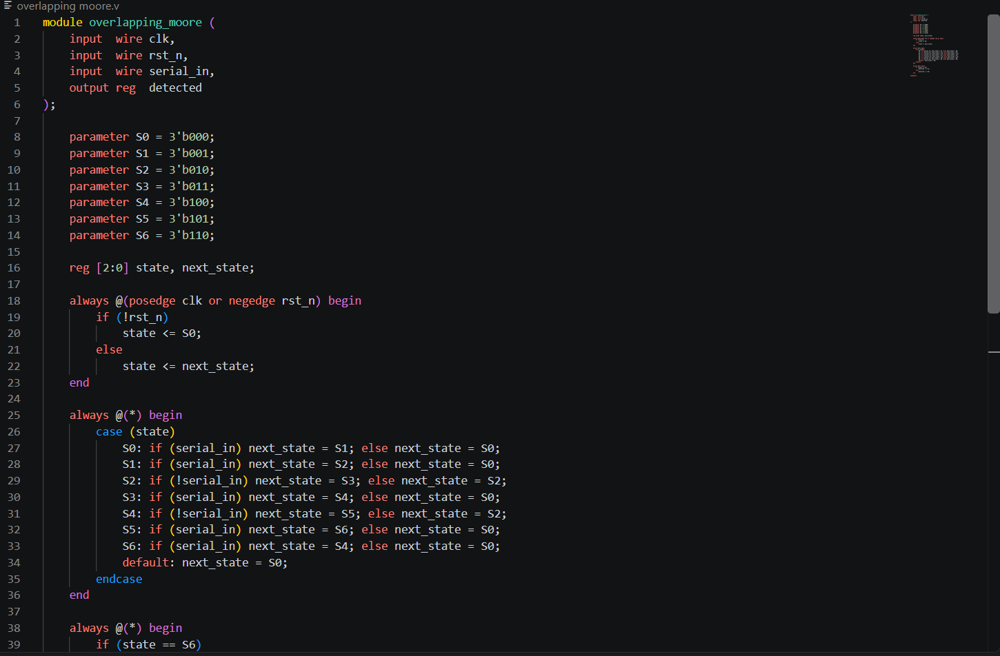 overlapping moore.v
1 module overlapping_moore (
2 input  wire clk,
3 input  wire rst_n,
4 input  wire serial_in,
5 output reg  detected
6 );
7
8 parameter S0 = 3'b000;
9 parameter S1 = 3'b001;
10 parameter S2 = 3'b010;
11 parameter S3 = 3'b011;
12 parameter S4 = 3'b100;
13 parameter S5 = 3'b101;
14 parameter S6 = 3'b110;
15
16 reg [2:0] state, next_state;
17
18 always @(posedge clk or negedge rst_n) begin
19 if (!rst_n)
20 state <= S0;
21 else
22 state <= next_state;
23 end
24
25 always @(*) begin
26 case (state)
27 S0: if (serial_in) next_state = S1; else next_state = S0;
28 S1: if (serial_in) next_state = S2; else next_state = S0;
29 S2: if (!serial_in) next_state = S3; else next_state = S2;
30 S3: if (serial_in) next_state = S4; else next_state = S0;
31 S4: if (!serial_in) next_state = S5; else next_state = S2;
32 S5: if (serial_in) next_state = S6; else next_state = S0;
33 S6: if (serial_in) next_state = S4; else next_state = S0;
34 default: next_state = S0;
35 endcase
36 end
37
38 always @(*) begin
39 if (state == S6)